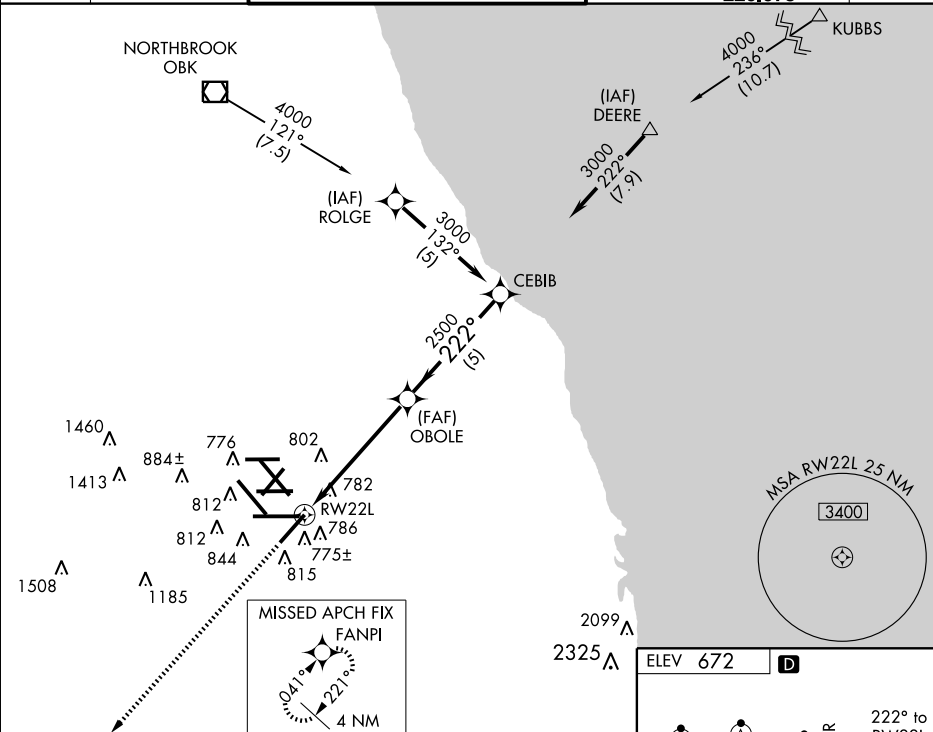 KUBBS
4000
236°
(10.7)
NORTHBROOK
OBK
4000
121°
(7.5)
(IAF)
DEERE
3000
222°
(7.9)
(IAF)
ROLGE
3000
132°
(5)
CEBIB
2500
222°
(5)
(FAF)
OBOLE
1460
1413
884±
776
802
782
812
RW22L
812
844
786
775±
815
1508
1185
MSA RW22L 25 NM
3400
MISSED APCH FIX
FANPI
041°
221°
4 NM
2099
2325
ELEV 672
D
222° to